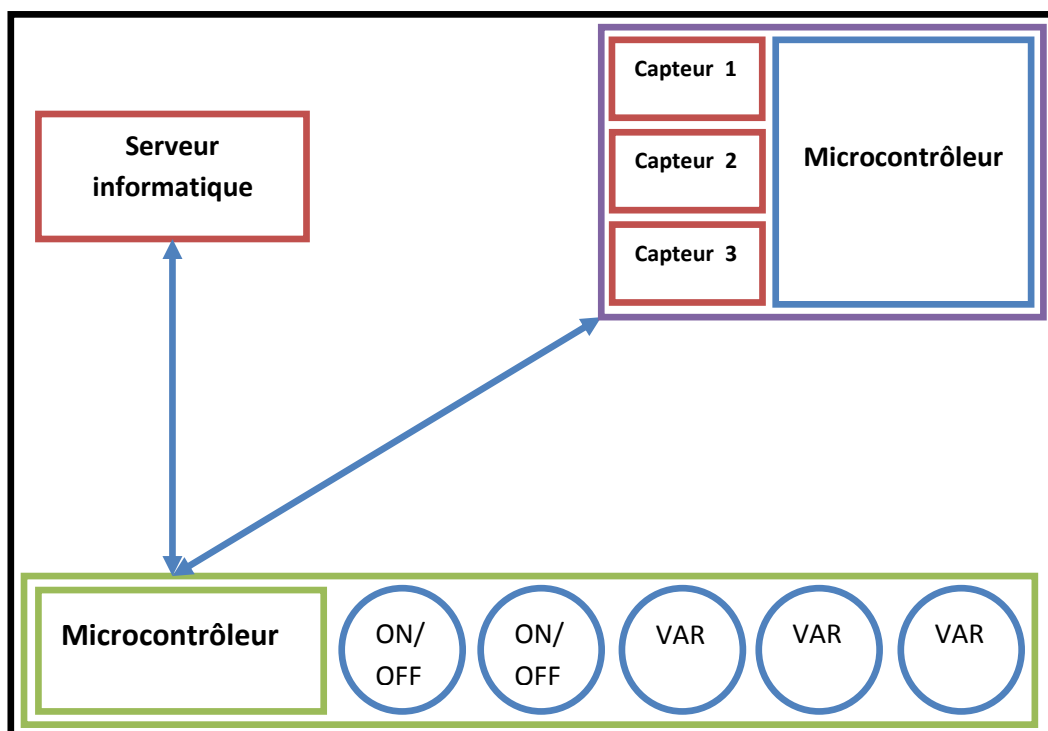 Serveur
informatique
Capteur 1
Capteur 2
Capteur 3
Microcontrôleur
Microcontrôleur
ON/
OFF
ON/
OFF
VAR
VAR
VAR